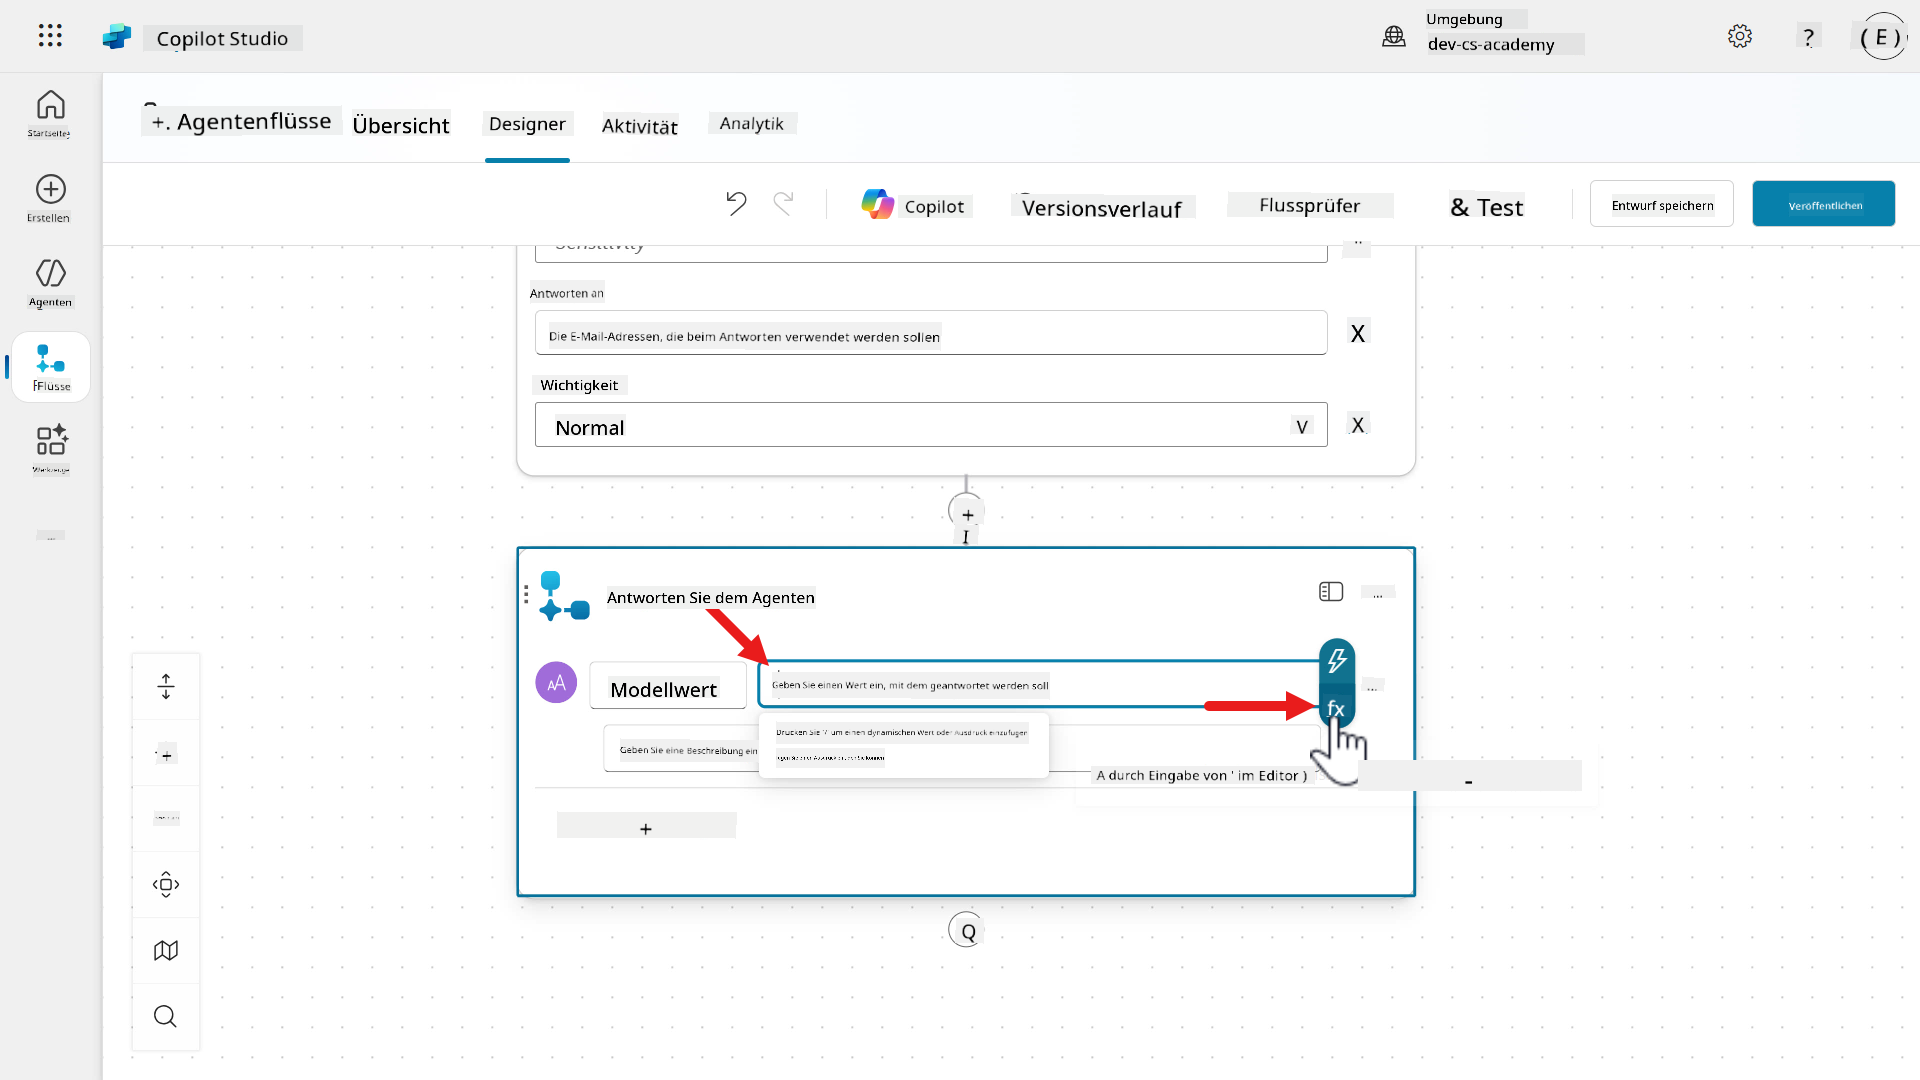 Copilot Studio
Umgebung
dev-cs-academy
?
( E )
Startseite
Erstellen
Agenten
Flüsse
Werkzeuge
...
+. Agentenflüsse
Übersicht
Designer
Aktivität
Analytik
Copilot
Versionsverlauf
Flussprüfer
& Test
Entwurf speichern
Veröffentlichen
Sensitivity
Antworten an
Die E-Mail-Adressen, die beim Antworten verwendet werden sollen
X
Wichtigkeit
Normal
V
X
+
I
Antworten Sie dem Agenten
...
AA
Modellwert
Geben Sie einen Wert ein, mit dem geantwortet werden soll
fx
...
Geben Sie eine Beschreibung ein
Drücken Sie '/' um einen dynamischen Wert oder Ausdruck einzufügen
A durch Eingabe von ' im Editor )
-
+
+
Q